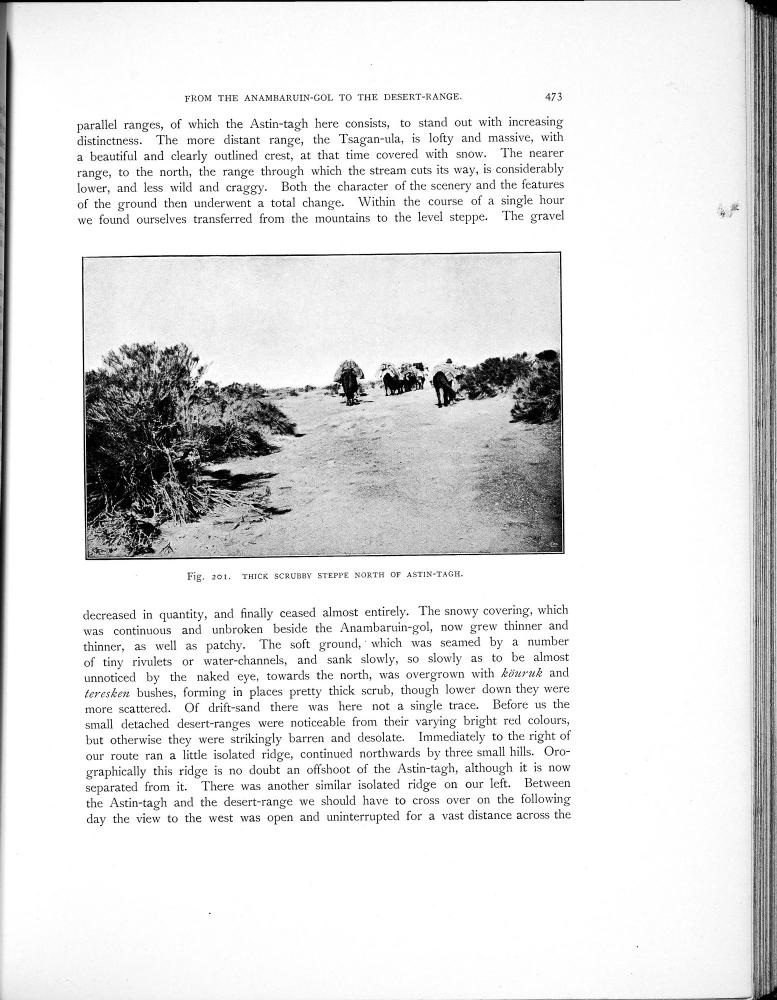 FROM THE ANAMBARUIN-GOL TO THE DESERT-RANGE. 473
parallel ranges, of which the Astin-tagh here consists, to stand out with increasing
distinctness. The more distant range, the Tsagan-ula, is lofty and massive, with
a beautiful and clearly outlined crest, at that time covered with snow. The nearer
range, to the north, the range through which the stream cuts its way, is considerably
lower, and less wild and craggy. Both the character of the scenery and the features
of the ground then underwent a total change. Within the course of a single hour
we found ourselves transferred from the mountains to the level steppe. The gravel
Fig. 201. THICK SCRUBBY STEPPE NORTH OF ASTIN-TAGH.
decreased in quantity, and finally ceased almost entirely. The snowy covering, which
was continuous and unbroken beside the Anambaruin-gol, now grew thinner and
thinner, as well as patchy. The soft ground, which was seamed by a number
of tiny rivulets or water-channels, and sank slowly, so slowly as to be almost
unnoticed by the naked eye, towards the north, was overgrown with köuruk and
teresken bushes, forming in places pretty thick scrub, though lower down they were
more scattered. Of drift-sand there was here not a single trace. Before us the
small detached desert-ranges were noticeable from their varying bright red colours,
but otherwise they were strikingly barren and desolate. Immediately to the right of
our route ran a little isolated ridge, continued northwards by three small hills. Oro-
graphically this ridge is no doubt an offshoot of the Astin-tagh, although it is now
separated from it. There was another similar isolated ridge on our left. Between
the Astin-tagh and the desert-range we should have to cross over on the following
day the view to the west was open and uninterrupted for a vast distance across the